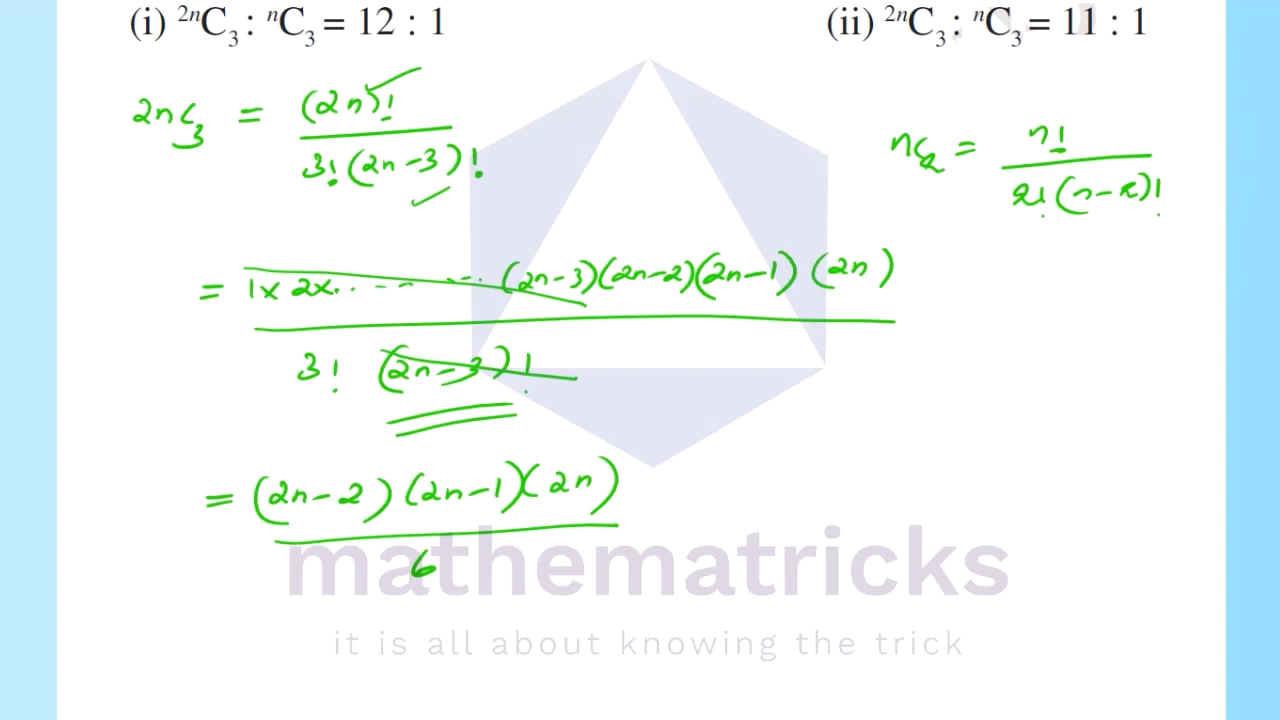 (i) ²ⁿC₃ : ⁿC₃ = 12 : 1
(ii) ²ⁿC₃ : ⁿC₃ = 11 : 1
2nC₃ = (2n)! / 3!(2n-3)!
nCr = n! / r!(n-r)!
= 1x 2x. . - - - - . (2n-3)(2n-2)(2n-1) (2n) / 3! (2n-3)!
= (2n-2) (2n-1)(2n) / 6
mathematricks
it is all about knowing the trick